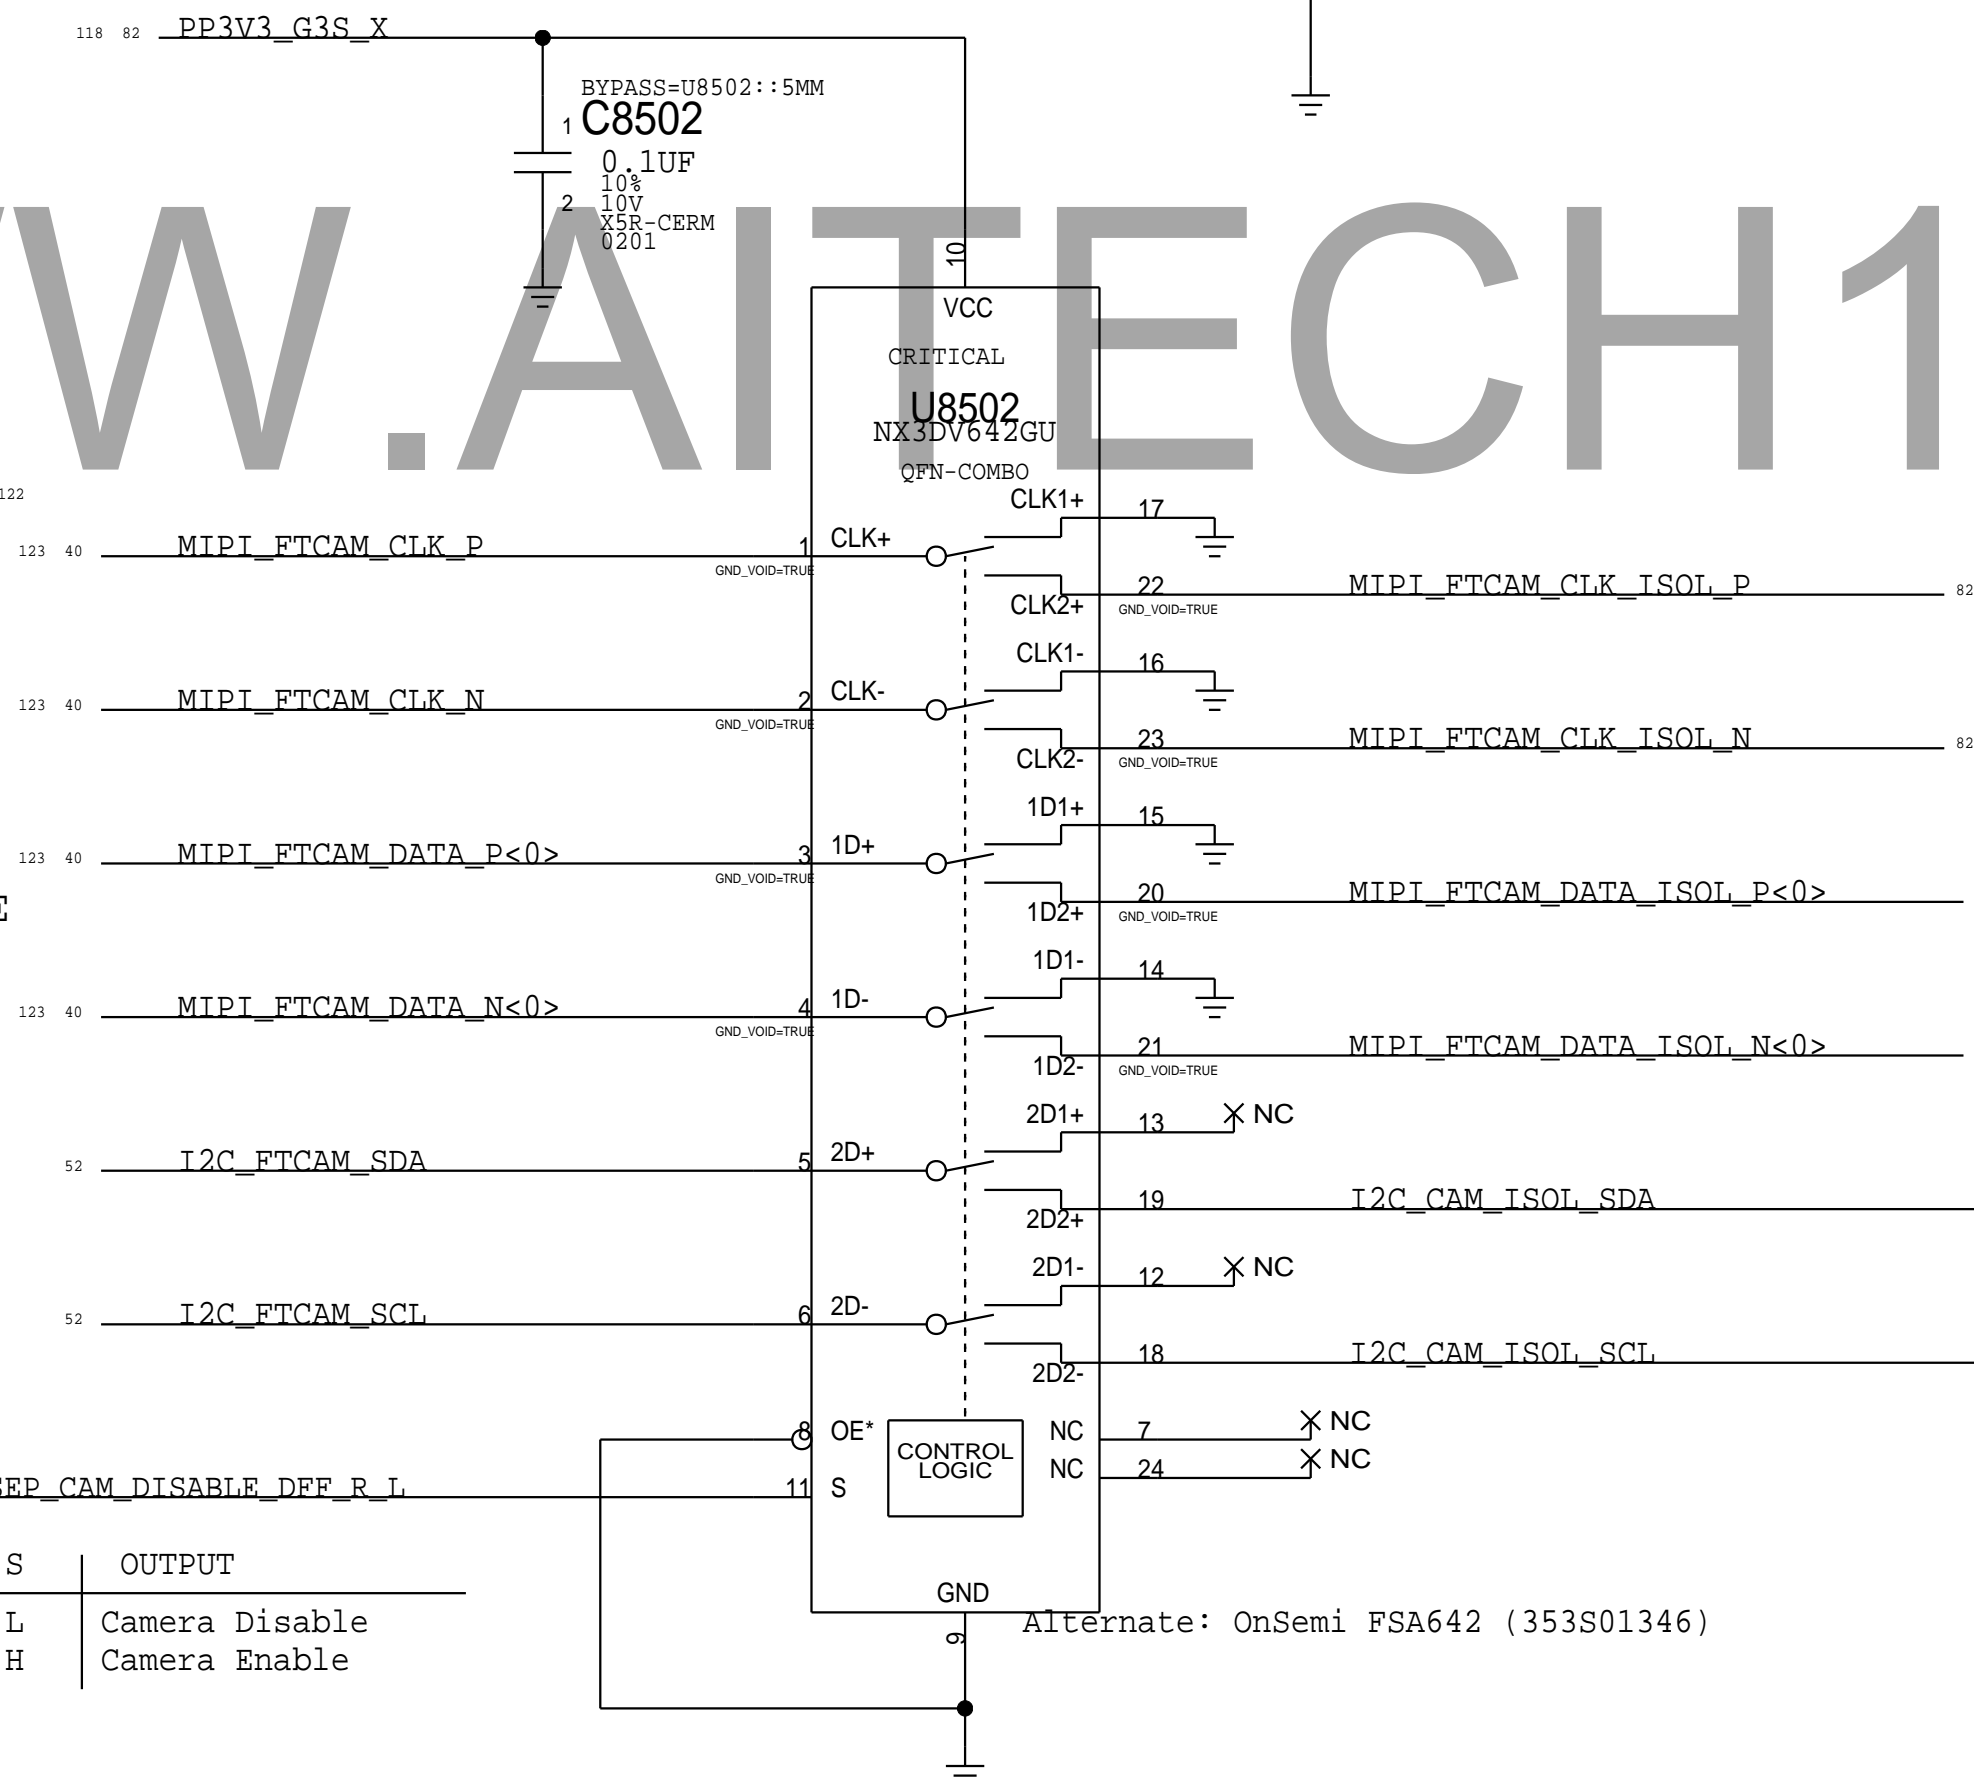 118 82 PP3V3_G3S_X
BYPASS=U8502::5MM
1 C8502
0.1UF
10%
2 10V
X5R-CERM
0201
W.AITECH1
10
VCC
CRITICAL
U8502
NX3DV642GU
QFN-COMBO
122
CLK1+ 17
123 40 MIPI_FTCAM_CLK_P 1 CLK+
GND_VOID=TRUE
22 MIPI_FTCAM_CLK_ISOL_P 82
CLK2+ GND_VOID=TRUE
CLK1- 16
123 40 MIPI_FTCAM_CLK_N 2 CLK-
GND_VOID=TRUE
23 MIPI_FTCAM_CLK_ISOL_N 82
CLK2- GND_VOID=TRUE
1D1+ 15
123 40 MIPI_FTCAM_DATA_P<0> 3 1D+
GND_VOID=TRUE
20 MIPI_FTCAM_DATA_ISOL_P<0>
E
1D2+ GND_VOID=TRUE
1D1- 14
123 40 MIPI_FTCAM_DATA_N<0> 4 1D-
GND_VOID=TRUE
21 MIPI_FTCAM_DATA_ISOL_N<0>
1D2- GND_VOID=TRUE
2D1+ 13 NC
52 I2C_FTCAM_SDA 5 2D+
19 I2C_CAM_ISOL_SDA
2D2+
2D1- 12 NC
52 I2C_FTCAM_SCL 6 2D-
18 I2C_CAM_ISOL_SCL
2D2-
8 OE* NC 7 NC
CONTROL
LOGIC
NC 24 NC
SEP_CAM_DISABLE_DFF_R_L 11 S
S OUTPUT
L Camera Disable
H Camera Enable
GND
9
Alternate: OnSemi FSA642 (353S01346)